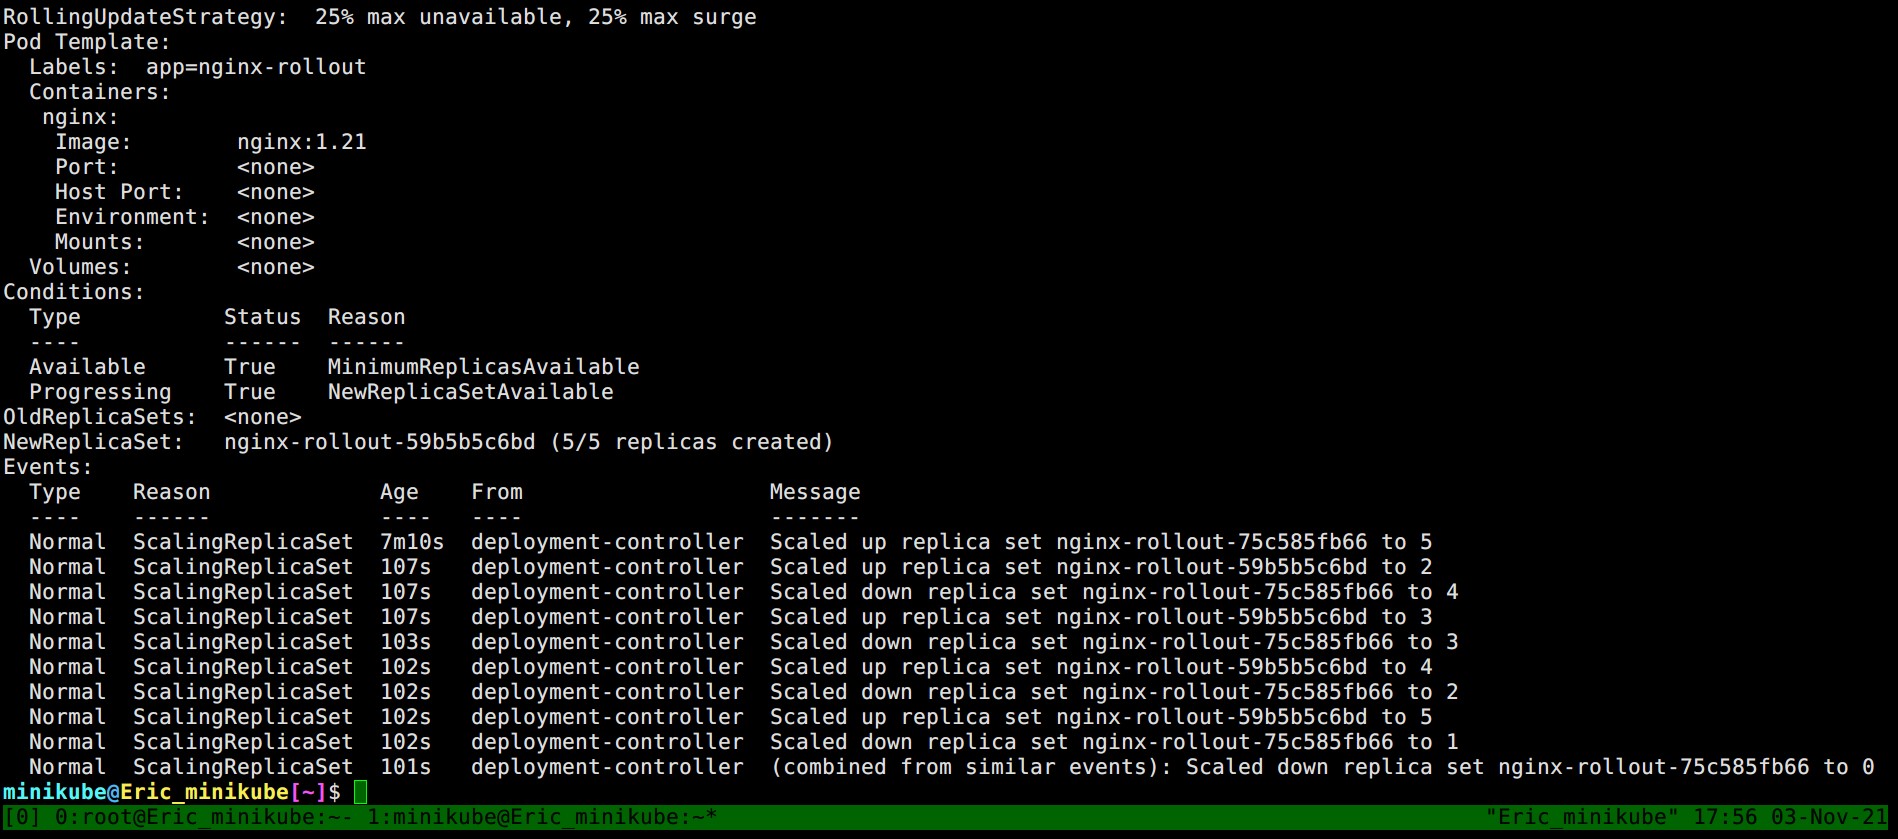 RollingUpdateStrategy:  25% max unavailable, 25% max surge
Pod Template:
  Labels:  app=nginx-rollout
  Containers:
   nginx:
    Image:        nginx:1.21
    Port:         <none>
    Host Port:    <none>
    Environment:  <none>
    Mounts:       <none>
  Volumes:        <none>
Conditions:
  Type           Status  Reason
  ----           ------  ------
  Available      True    MinimumReplicasAvailable
  Progressing    True    NewReplicaSetAvailable
OldReplicaSets:  <none>
NewReplicaSet:   nginx-rollout-59b5b5c6bd (5/5 replicas created)
Events:
  Type    Reason             Age    From                   Message
  ----    ------             ----   ----                   -------
  Normal  ScalingReplicaSet  7m10s  deployment-controller  Scaled up replica set nginx-rollout-75c585fb66 to 5
  Normal  ScalingReplicaSet  107s   deployment-controller  Scaled up replica set nginx-rollout-59b5b5c6bd to 2
  Normal  ScalingReplicaSet  107s   deployment-controller  Scaled down replica set nginx-rollout-75c585fb66 to 4
  Normal  ScalingReplicaSet  107s   deployment-controller  Scaled up replica set nginx-rollout-59b5b5c6bd to 3
  Normal  ScalingReplicaSet  103s   deployment-controller  Scaled down replica set nginx-rollout-75c585fb66 to 3
  Normal  ScalingReplicaSet  102s   deployment-controller  Scaled up replica set nginx-rollout-59b5b5c6bd to 4
  Normal  ScalingReplicaSet  102s   deployment-controller  Scaled down replica set nginx-rollout-75c585fb66 to 2
  Normal  ScalingReplicaSet  102s   deployment-controller  Scaled up replica set nginx-rollout-59b5b5c6bd to 5
  Normal  ScalingReplicaSet  102s   deployment-controller  Scaled down replica set nginx-rollout-75c585fb66 to 1
  Normal  ScalingReplicaSet  101s   deployment-controller  (combined from similar events): Scaled down replica set nginx-rollout-75c585fb66 to 0
minikube@Eric_minikube[~]$
[0] 0:root@Eric_minikube:~- 1:minikube@Eric_minikube:~* "Eric_minikube" 17:56 03-Nov-21